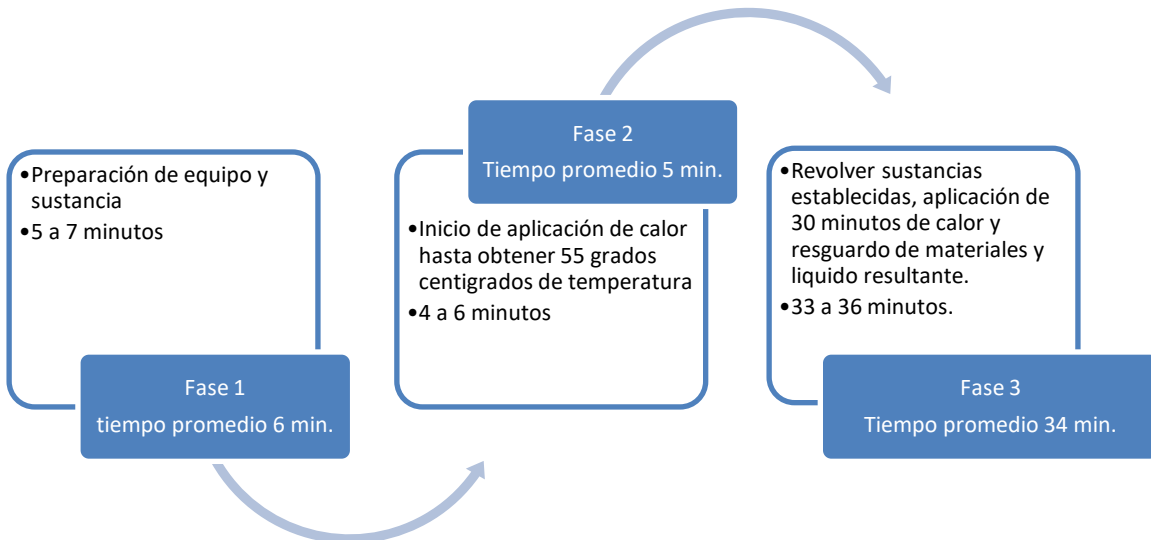 •Preparación de equipo y
sustancia
•5 a 7 minutos
Fase 1
tiempo promedio 6 min.
Fase 2
Tiempo promedio 5 min.
•Inicio de aplicación de calor
hasta obtener 55 grados
centigrados de temperatura
•4 a 6 minutos
•Revolver sustancias
establecidas, aplicación de
30 minutos de calor y
resguardo de materiales y
liquido resultante.
•33 a 36 minutos.
Fase 3
Tiempo promedio 34 min.